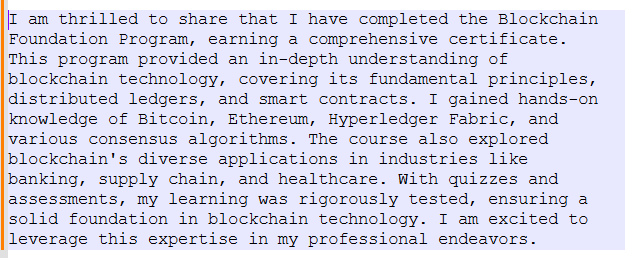 I am thrilled to share that I have completed the Blockchain
Foundation Program, earning a comprehensive certificate.
This program provided an in-depth understanding of
blockchain technology, covering its fundamental principles,
distributed ledgers, and smart contracts. I gained hands-on
knowledge of Bitcoin, Ethereum, Hyperledger Fabric, and
various consensus algorithms. The course also explored
blockchain's diverse applications in industries like
banking, supply chain, and healthcare. With quizzes and
assessments, my learning was rigorously tested, ensuring a
solid foundation in blockchain technology. I am excited to
leverage this expertise in my professional endeavors.